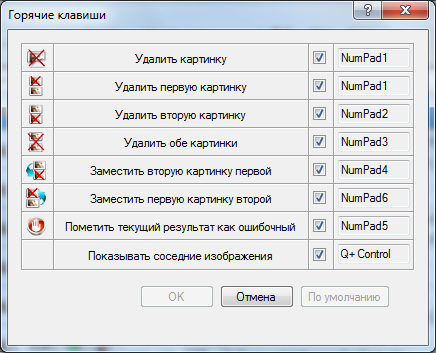 Горячие клавиши
Удалить картинку NumPad1
Удалить первую картинку NumPad1
Удалить вторую картинку NumPad2
Удалить обе картинки NumPad3
Заместить вторую картинку первой NumPad4
Заместить первую картинку второй NumPad6
Пометить текущий результат как ошибочный NumPad5
Показывать соседние изображения Q+ Control
OK Отмена По умолчанию